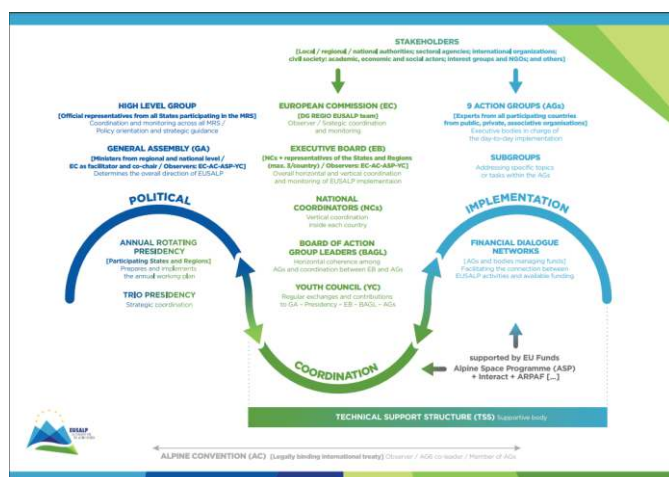 STAKEHOLDERS
[Local / regional / national authorities; sectoral agencies; international organizations;
civil society: academic, economic and social actors; interest groups and NGOs; and others]
HIGH LEVEL GROUP
[Official representatives from all States participating in the MRS]
Coordination and monitoring across all MRS /
Policy orientation and strategic guidance
GENERAL ASSEMBLY (GA)
[Ministers from regional and national level /
EC as facilitator and co-chair / Observers: EC-AC-ASP-YC]
Determines the overall direction of EUSALP
POLITICAL
ANNUAL ROTATING
PRESIDENCY
[Participating States and Regions]
Prepares and implements
the annual working plan
TRIO PRESIDENCY
Strategic coordination
EUROPEAN COMMISSION (EC)
[DG REGIO EUSALP team]
Observer / Strategic coordination
and monitoring
EXECUTIVE BOARD (EB)
[NCs + representatives of the States and Regions
(max. 3/country) / Observers: EC-AC-ASP-YC]
Overall horizontal and vertical coordination
and monitoring of EUSALP implementation
NATIONAL
COORDINATORS (NCs)
Vertical coordination
inside each country
BOARD OF ACTION
GROUP LEADERS (BAGL)
Horizontal coherence among
AGs and coordination between EB and AGs
YOUTH COUNCIL (YC)
Regular exchanges and contributions
to GA – Presidency – EB – BAGL – AGs
COORDINATION
9 ACTION GROUPS (AGs)
[Experts from all participating countries
from public, private, associative organisations]
Executive bodies in charge of
the day-to-day implementation
SUBGROUPS
Addressing specific topics
or tasks within the AGs
IMPLEMENTATION
FINANCIAL DIALOGUE
NETWORKS
[AGs and bodies managing funds]
Facilitating the connection between
EUSALP activities and available funding
supported by EU Funds
Alpine Space Programme (ASP)
+ Interact + ARPAF [...]
TECHNICAL SUPPORT STRUCTURE (TSS) Supportive body
EUSALP
ALPINE CONVENTION (AC) [Legally binding international treaty] Observer / AG6 co-leader / Member of AGs